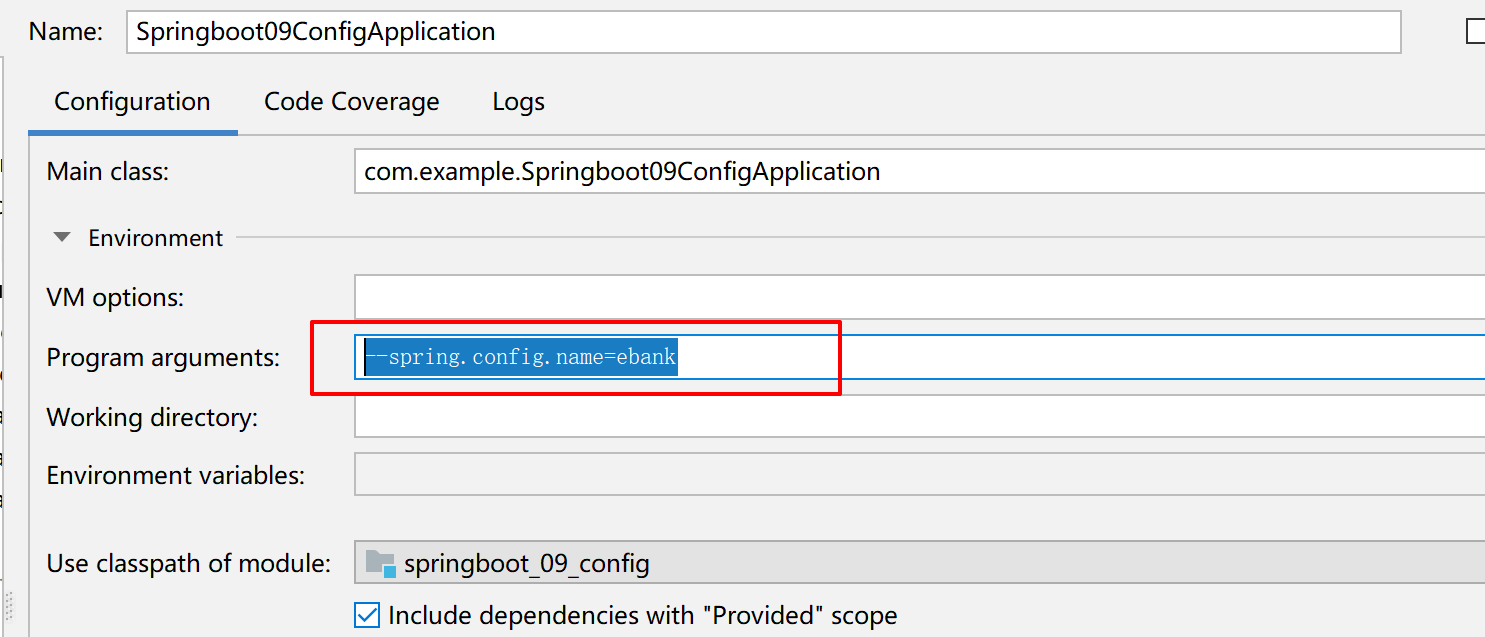 Name: Springboot09ConfigApplication
Configuration Code Coverage Logs
Main class: com.example.Springboot09ConfigApplication
Environment
VM options:
Program arguments: --spring.config.name=ebank
Working directory:
Environment variables:
Use classpath of module: springboot_09_config
Include dependencies with "Provided" scope